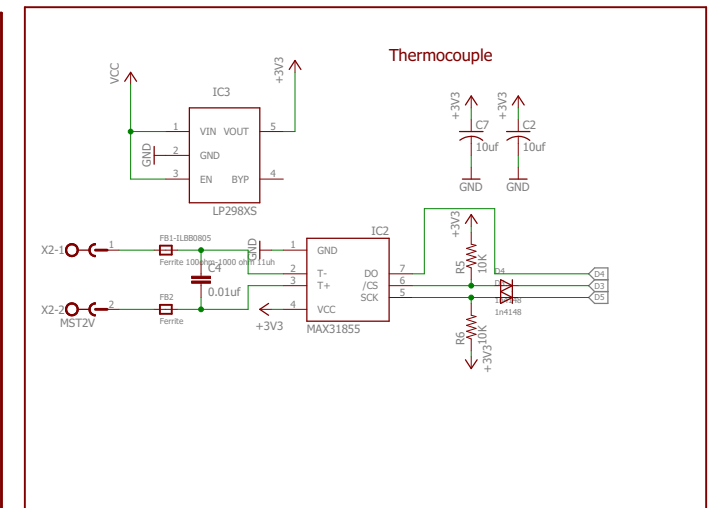 Thermocouple
VCC
+3V3
IC3
1 VIN VOUT 5
2 GND
GND
3 EN BYP 4
LP298XS
+3V3
C7
10uf
GND
+3V3
C2
10uf
GND
X2-1
1
FB1-ILBB0805
Ferrite 100ohm-1000 ohm 11uh
C4
0.01uf
X2-2
2
MST2V
FB2
Ferrite
GND
+3V3
IC2
1 GND
2 T-
3 T+
4 VCC
DO 7
/CS 6
SCK 5
MAX31855
+3V3
R5
10K
R6
10K
+3V3
D4
1n4148
1n4148
D4
D3
D5